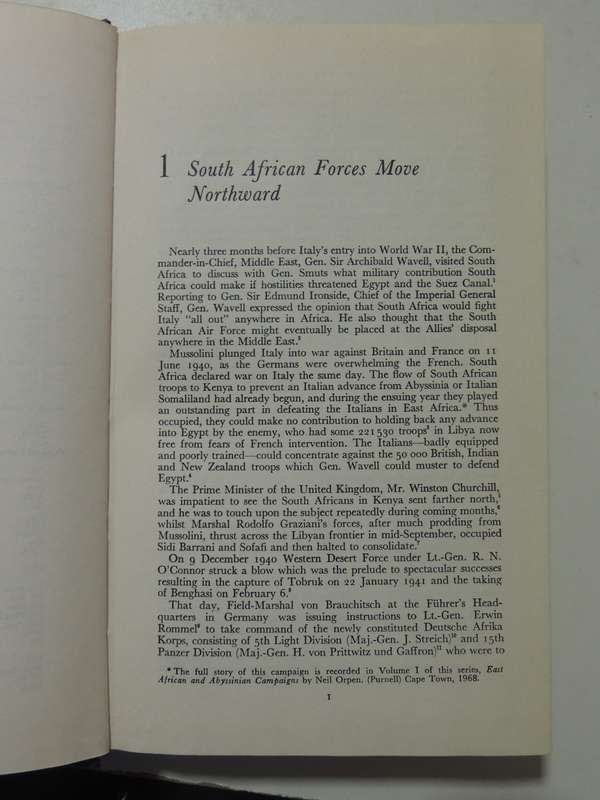 1 South African Forces Move
Northward
Nearly three months before Italy's entry into World War II, the Com-
mander-in-Chief, Middle East, Gen. Sir Archibald Wavell, visited South
Africa to discuss with Gen. Smuts what military contribution South
Africa could make if hostilities threatened Egypt and the Suez Canal.¹
Reporting to Gen. Sir Edmund Ironside, Chief of the Imperial General
Staff, Gen. Wavell expressed the opinion that South Africa would fight
Italy "all out" anywhere in Africa. He also thought that the South
African Air Force might eventually be placed at the Allies' disposal
anywhere in the Middle East.²
Mussolini plunged Italy into war against Britain and France on 11
June 1940, as the Germans were overwhelming the French. South
Africa declared war on Italy the same day. The flow of South African
troops to Kenya to prevent an Italian advance from Abyssinia or Italian
Somaliland had already begun, and during the ensuing year they played
an outstanding part in defeating the Italians in East Africa.* Thus
occupied, they could make no contribution to holding back any advance
into Egypt by the enemy, who had some 221 530 troops³ in Libya now
free from fears of French intervention. The Italians—badly equipped
and poorly trained—could concentrate against the 50 000 British, Indian
and New Zealand troops which Gen. Wavell could muster to defend
Egypt.⁴
The Prime Minister of the United Kingdom, Mr. Winston Churchill,
was impatient to see the South Africans in Kenya sent farther north,⁵
and he was to touch upon the subject repeatedly during coming months,⁶
whilst Marshal Rodolfo Graziani's forces, after much prodding from
Mussolini, thrust across the Libyan frontier in mid-September, occupied
Sidi Barrani and Sofafi and then halted to consolidate.⁷
On 9 December 1940 Western Desert Force under Lt.-Gen. R. N.
O'Connor struck a blow which was the prelude to spectacular successes
resulting in the capture of Tobruk on 22 January 1941 and the taking
of Benghasi on February 6.⁸
That day, Field-Marshal von Brauchitsch at the Führer's Head-
quarters in Germany was issuing instructions to Lt.-Gen. Erwin
Rommel⁹ to take command of the newly constituted Deutsche Afrika
Korps, consisting of 5th Light Division (Maj.-Gen. J. Streich)¹⁰ and 15th
Panzer Division (Maj.-Gen. H. von Prittwitz und Gaffron)¹¹ who were to
* The full story of this campaign is recorded in Volume I of this series, East
African and Abyssinian Campaigns by Neil Orpen. (Purnell) Cape Town, 1968.
1